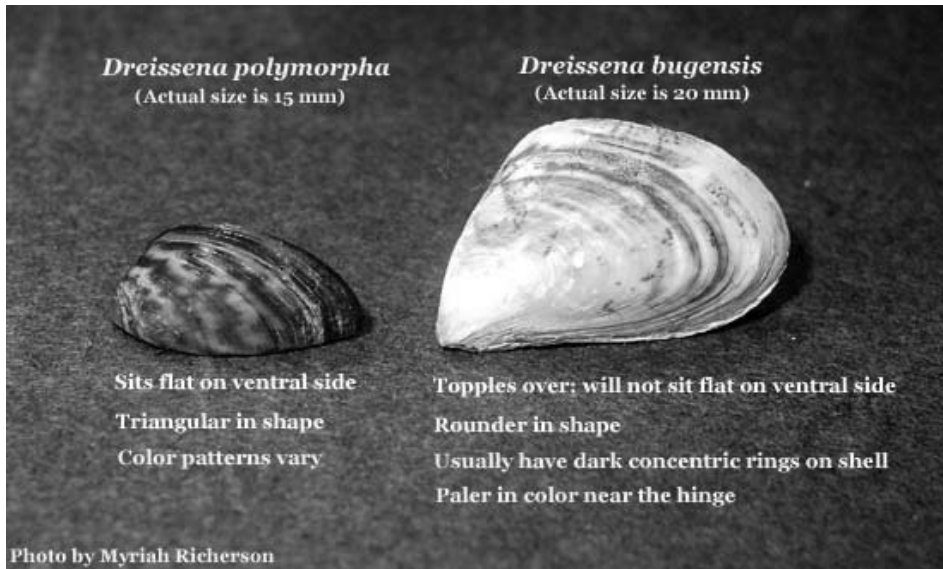 Dreissena polymorpha
(Actual size is 15 mm)
Dreissena bugensis
(Actual size is 20 mm)
Sits flat on ventral side
Triangular in shape
Color patterns vary
Topples over: will not sit flat on ventral side
Rounder in shape
Usually have dark concentric rings on shell
Paler in color near the hinge
Photo by Myriah Richerson